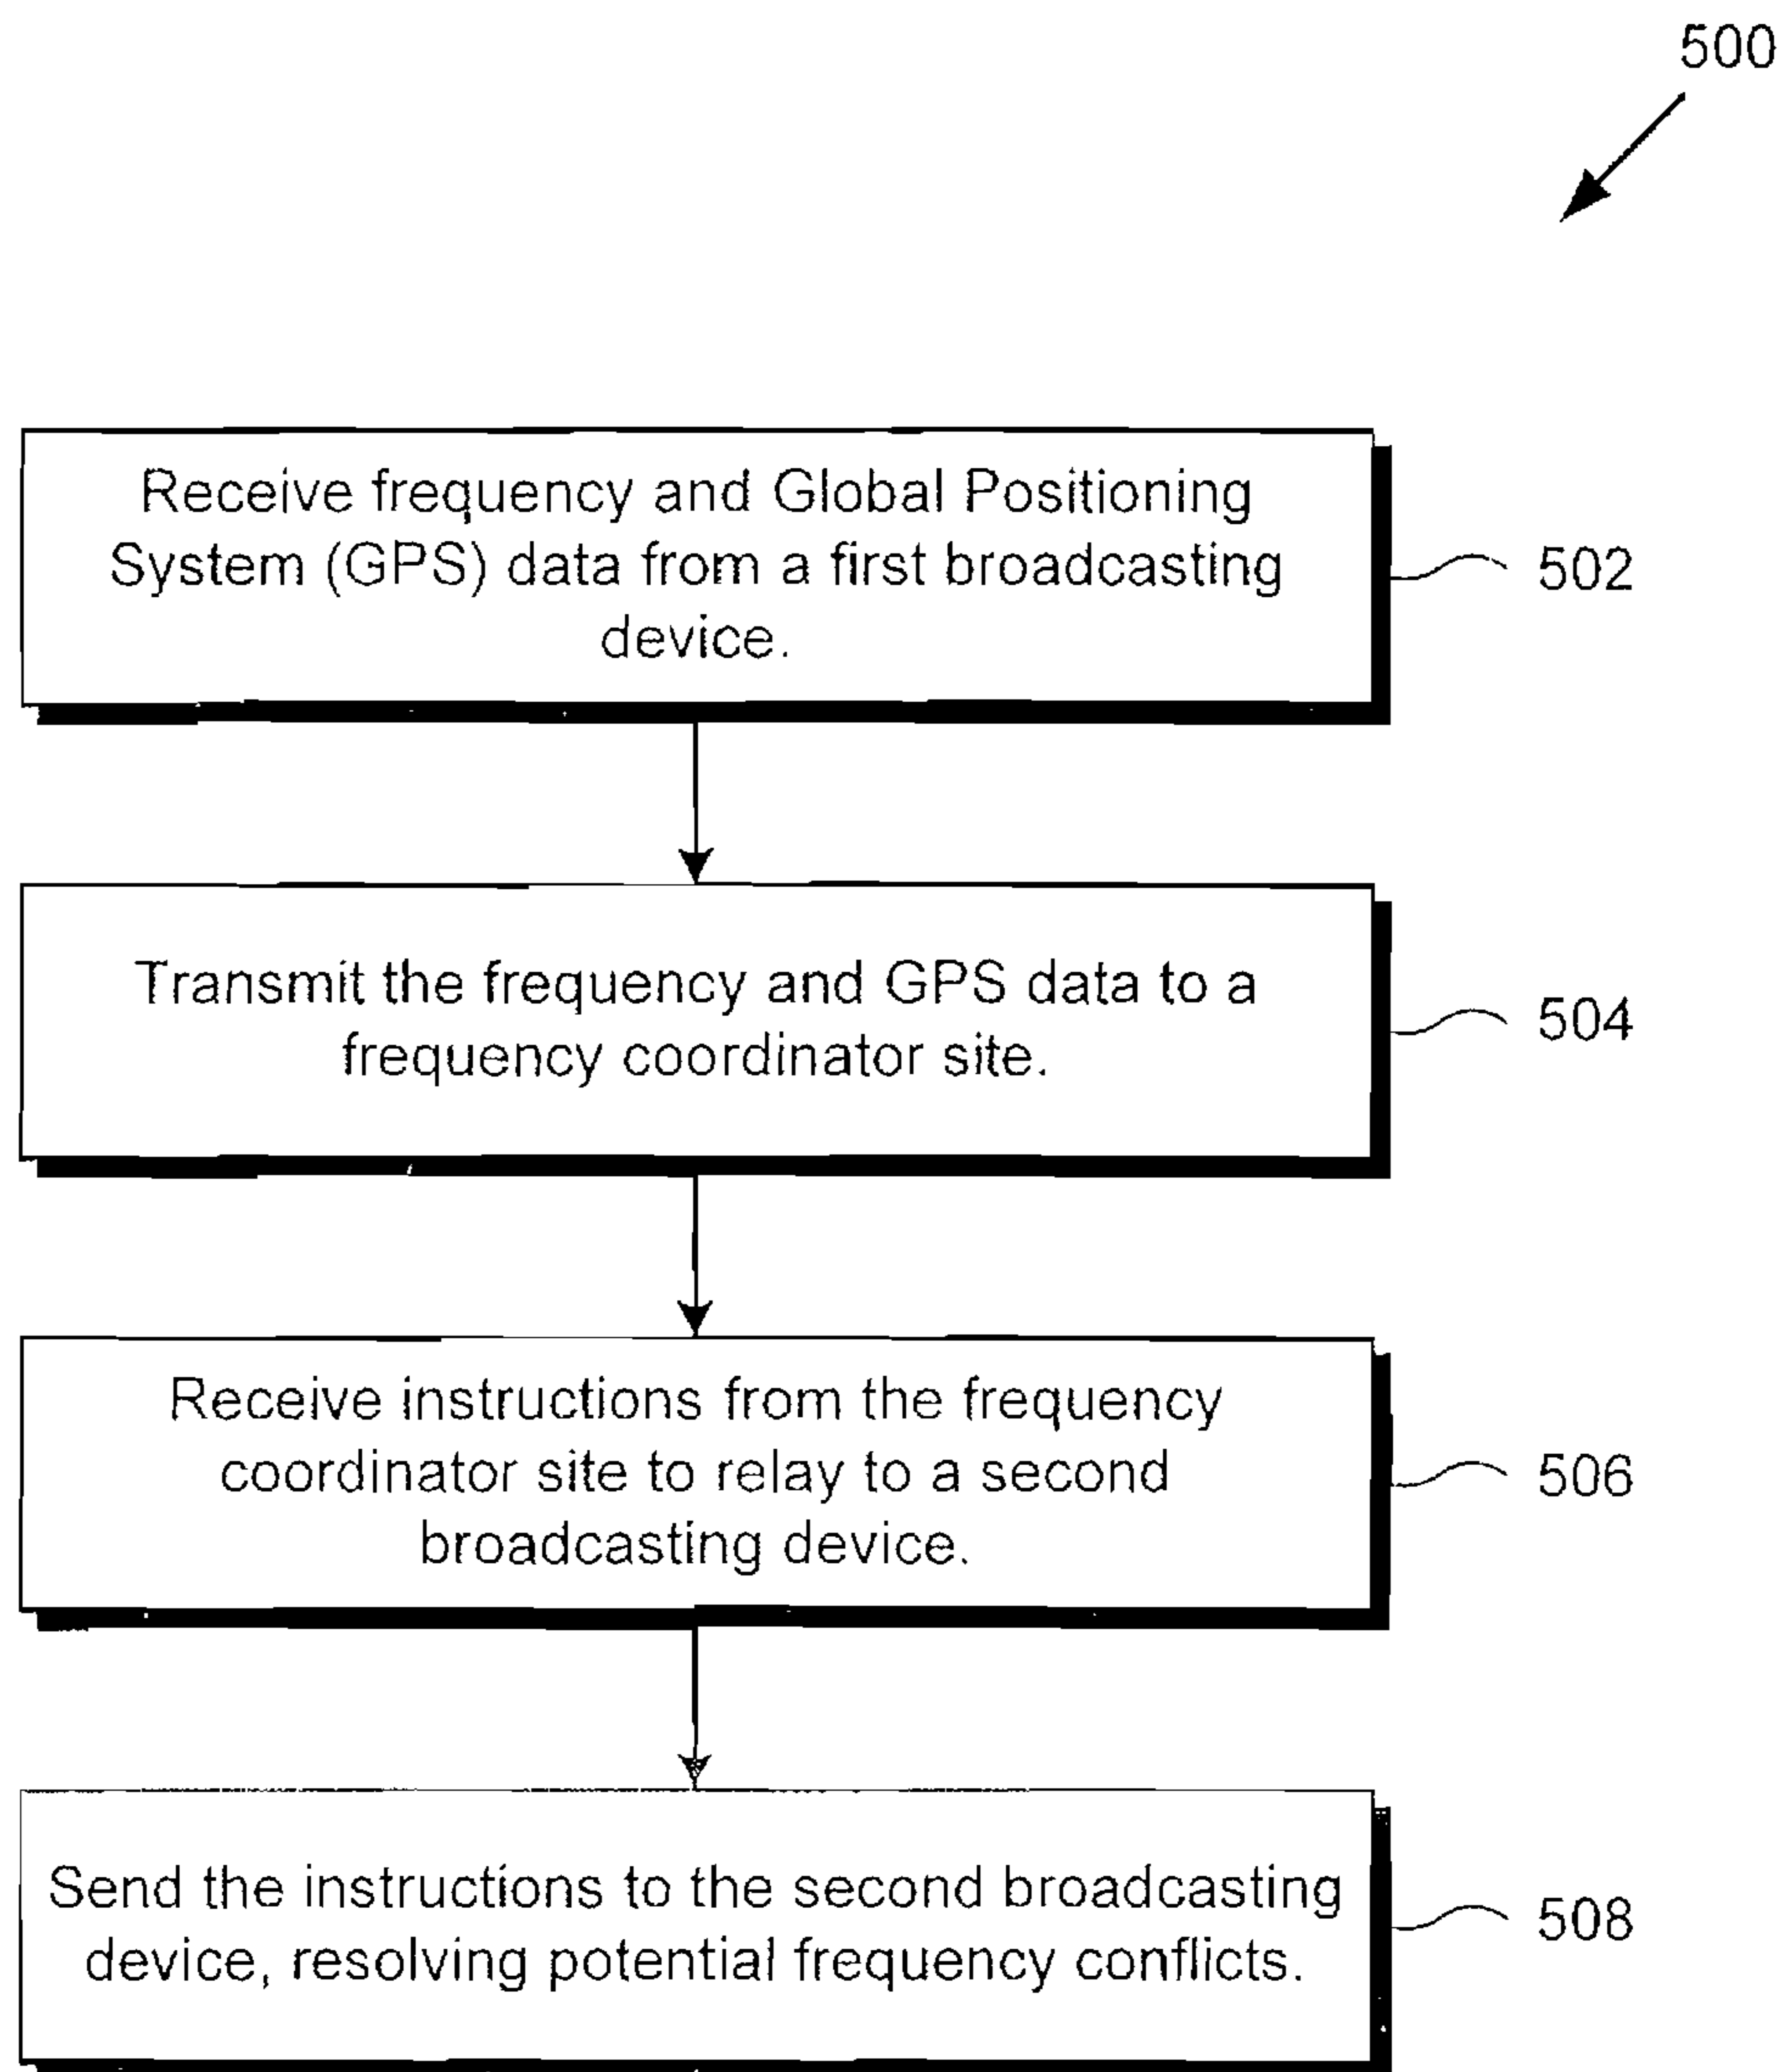 500
Receive frequency and Global Positioning
System (GPS) data from a first broadcasting
device.
502
Transmit the frequency and GPS data to a
frequency coordinator site.
504
Receive instructions from the frequency
coordinator site to relay to a second
broadcasting device.
506
Send the instructions to the second broadcasting
device, resolving potential frequency conflicts.
508